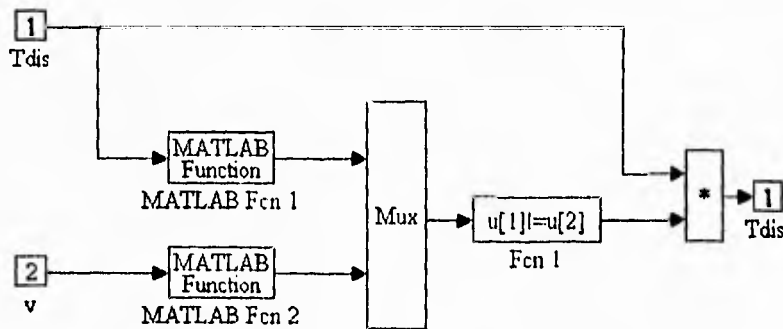 1
Tdis
MATLAB
Function
MATLAB Fcn 1
Mux
u[1]!=u[2]
Fcn 1
*
1
Tdis
2
v
MATLAB
Function
MATLAB Fcn 2